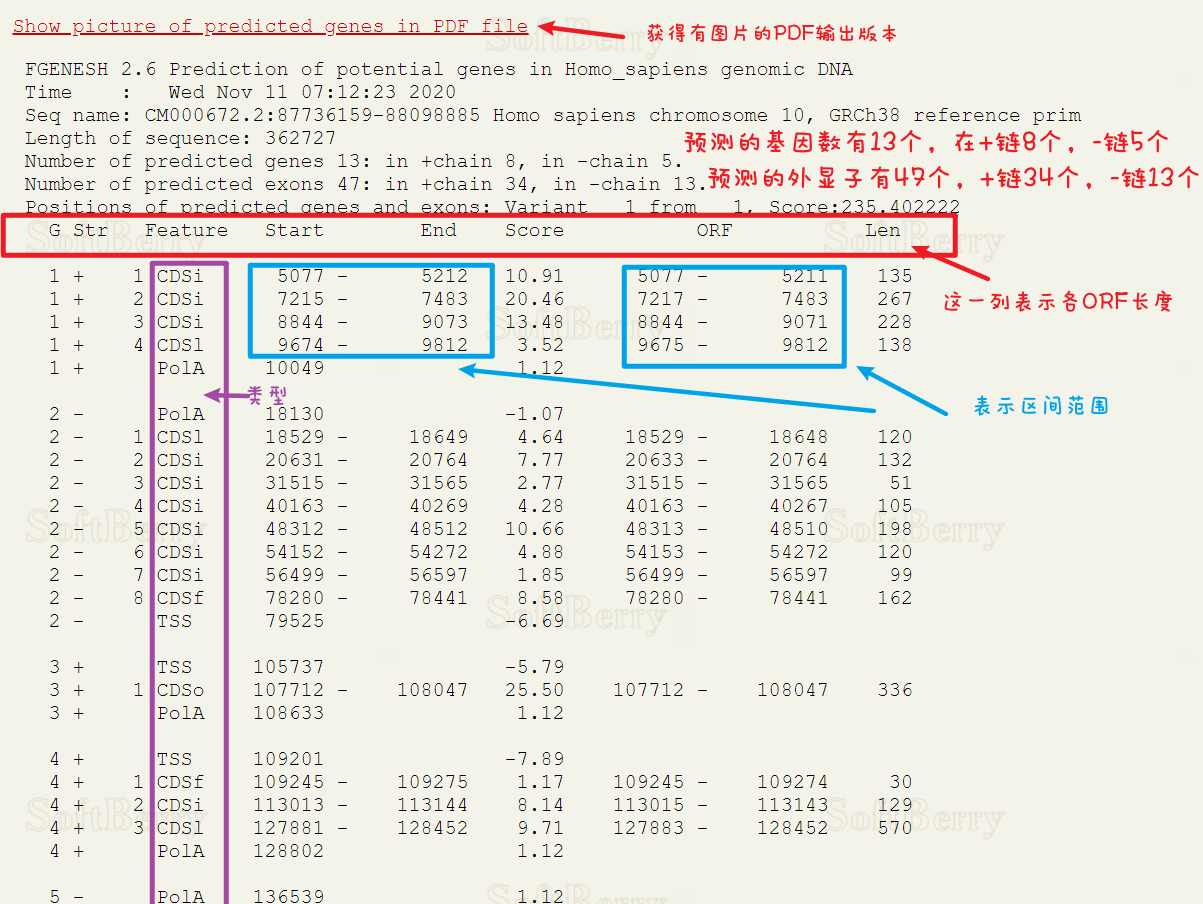 Show picture of predicted genes in PDF file
获得有图片的PDF输出版本
FGENESH 2.6 Prediction of potential genes in Homo_sapiens genomic DNA
Time    :   Wed Nov 11 07:12:23 2020
Seq name: CM000672.2:87736159-88098885 Homo sapiens chromosome 10, GRCh38 reference prim
Length of sequence: 362727
预测的基因数有13个，在+链8个，-链5个
Number of predicted genes 13: in +chain 8, in -chain 5.
Number of predicted exons 47: in +chain 34, in -chain 13.
预测的外显子有47个，+链34个，-链13个
Positions of predicted genes and exons: Variant   1 from   1, Score:235.402222
G Str   Feature   Start        End    Score           ORF           Len
1 +    1 CDSi      5077 -      5212   10.91      5077 -      5211    135
1 +    2 CDSi      7215 -      7483   20.46      7217 -      7483    267
1 +    3 CDSi      8844 -      9073   13.48      8844 -      9071    228
这一列表示各ORF长度
1 +    4 CDSl      9674 -      9812    3.52      9675 -      9812    138
1 +      PolA     10049                1.12
类型
表示区间范围
2 -      PolA     18130               -1.07
2 -    1 CDSl     18529 -     18649    4.64     18529 -     18648    120
2 -    2 CDSi     20631 -     20764    7.77     20633 -     20764    132
2 -    3 CDSi     31515 -     31565    2.77     31515 -     31565     51
2 -    4 CDSi     40163 -     40269    4.28     40163 -     40267    105
2 -    5 CDSi     48312 -     48512   10.66     48313 -     48510    198
2 -    6 CDSi     54152 -     54272    4.88     54153 -     54272    120
2 -    7 CDSi     56499 -     56597    1.85     56499 -     56597     99
2 -    8 CDSf     78280 -     78441    8.58     78280 -     78441    162
2 -      TSS      79525               -6.69
3 +      TSS     105737               -5.79
3 +    1 CDSo    107712 -    108047   25.50    107712 -    108047    336
3 +      PolA    108633                1.12
4 +      TSS     109201               -7.89
4 +    1 CDSf    109245 -    109275    1.17    109245 -    109274     30
4 +    2 CDSi    113013 -    113144    8.14    113015 -    113143    129
4 +    3 CDSl    127881 -    128452    9.71    127883 -    128452    570
4 +      PolA    128802                1.12
5 -      PolA    136539                1.12
SoftBerry
SoftBerry
SoftBerry
SoftBerry
SoftBerry
SoftBerry
SoftBerry
SoftBerry
SoftBerry
SoftBerry